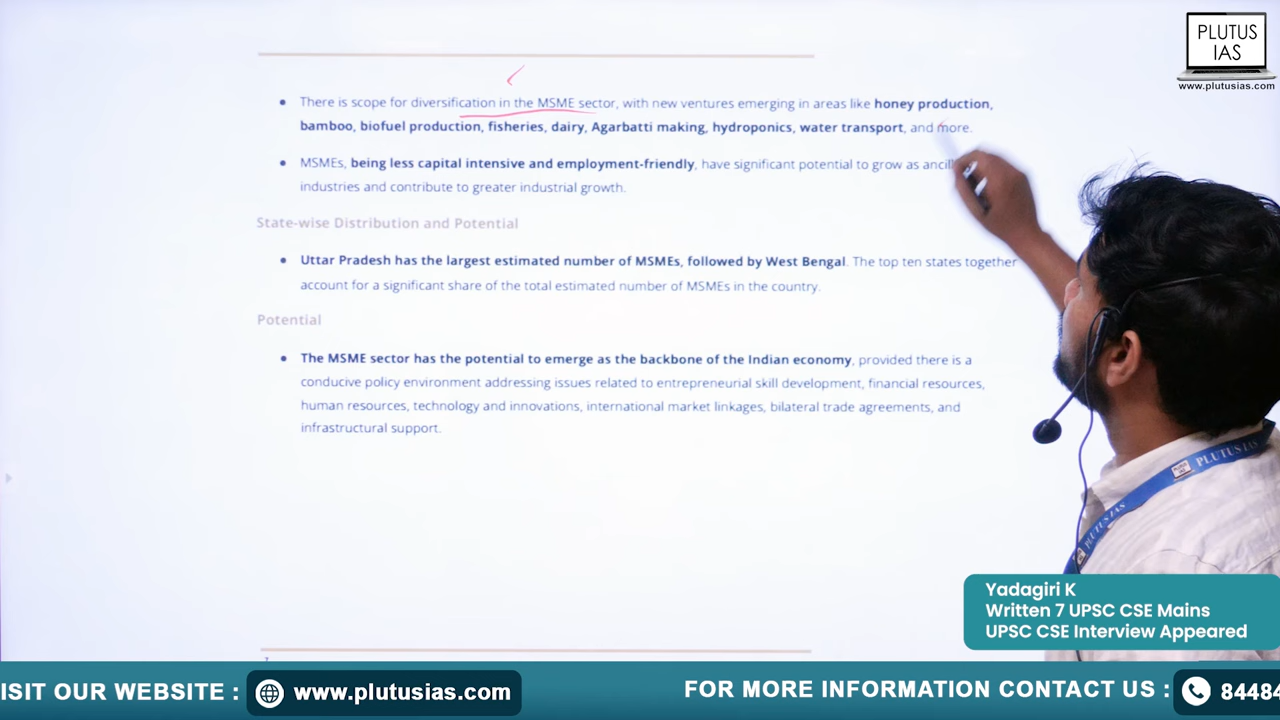 PLUTUS
IAS
www.plutusias.com
There is scope for diversification in the MSME sector, with new ventures emerging in areas like honey production,
bamboo, biofuel production, fisheries, dairy, Agarbatti making, hydroponics, water transport, and more.
MSMEs, being less capital intensive and employment-friendly, have significant potential to grow as
industries and contribute to greater industrial growth.
State-wise Distribution and Potential
Uttar Pradesh has the largest estimated number of MSMEs, followed by West Bengal. The top ten states together
account for a significant share of the total estimated number of MSMEs in the country.
Potential
The MSME sector has the potential to emerge as the backbone of the Indian economy, provided there is a
conducive policy environment addressing issues related to entrepreneurial skill development, financial resources,
human resources, technology and innovations, international market linkages, bilateral trade agreements, and
infrastructural support.
PLUTUS IAS
PLUTUS IAS
Yadagiri K
Written 7 UPSC CSE Mains
UPSC CSE Interview Appeared
ISIT OUR WEBSITE : www.plutusias.com FOR MORE INFORMATION CONTACT US : 84484